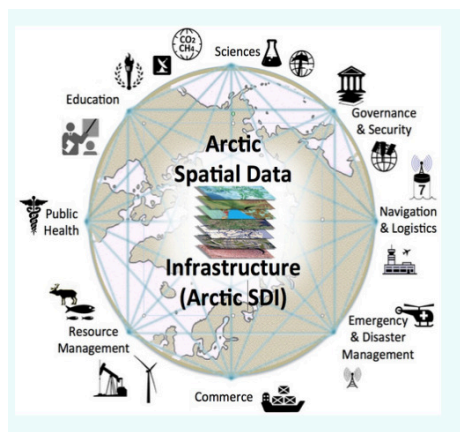 CO2
CH4
Sciences
Education
Governance
& Security
Arctic
Spatial Data
7
Public
Health
Navigation
& Logistics
Infrastructure
(Arctic SDI)
Resource
Management
Emergency
& Disaster
Management
Commerce